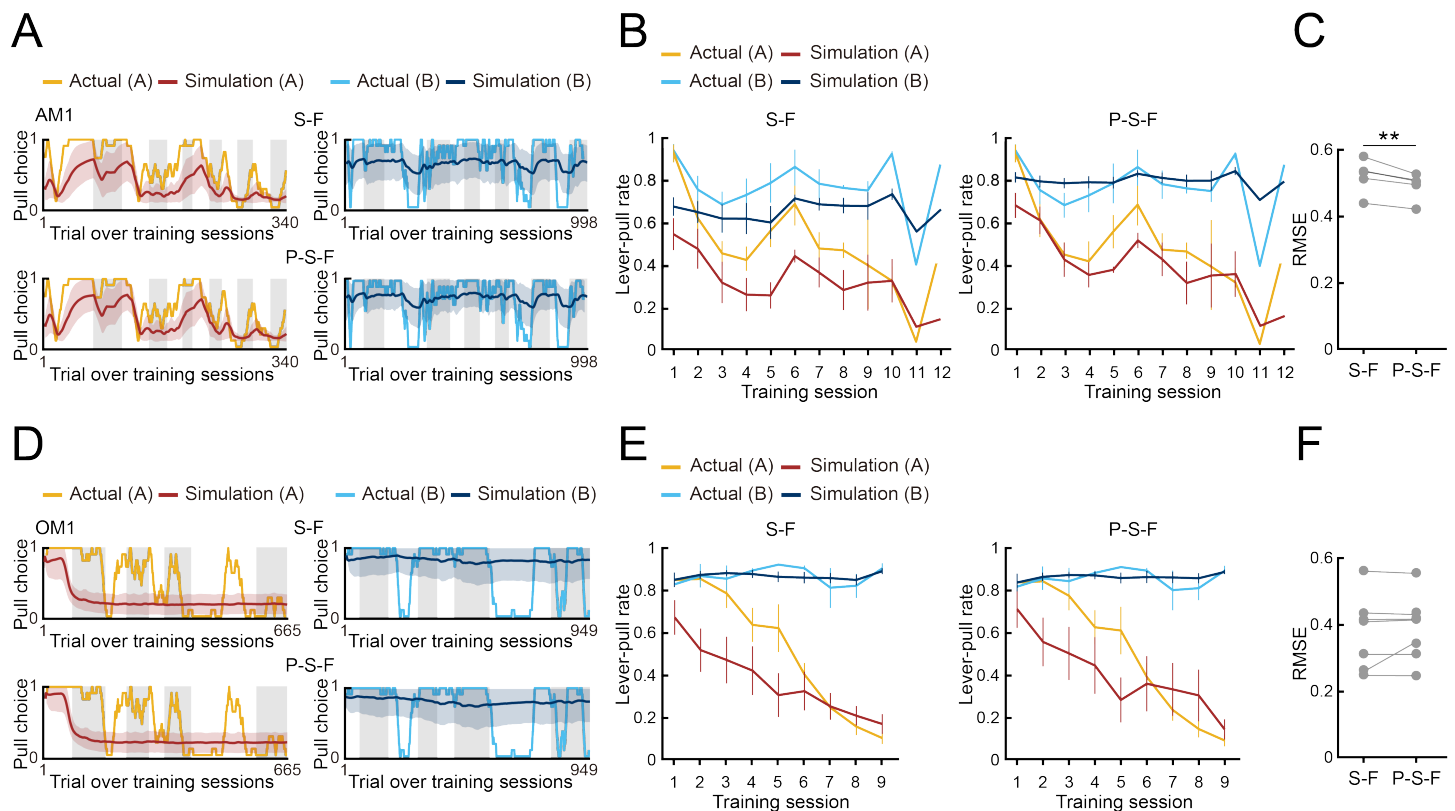 A
B
C
Actual (A) Simulation (A) Actual (B) Simulation (B)
Actual (A) Simulation (A)
Actual (B) Simulation (B)
AM1
S-F
Pull choice
1
0
1
340
Trial over training sessions
Pull choice
1
0
1
998
Trial over training sessions
P-S-F
Pull choice
1
0
1
340
Trial over training sessions
Pull choice
1
0
1
998
Trial over training sessions
S-F
Lever-pull rate
1
0.8
0.6
0.4
0.2
0
1 2 3 4 5 6 7 8 9 10 11 12
Training session
P-S-F
Lever-pull rate
1
0.8
0.6
0.4
0.2
0
1 2 3 4 5 6 7 8 9 10 11 12
Training session
**
RMSE
0.6
0.4
0.2
0
S-F P-S-F
D
E
F
Actual (A) Simulation (A) Actual (B) Simulation (B)
Actual (A) Simulation (A)
Actual (B) Simulation (B)
OM1
S-F
Pull choice
1
0
1
665
Trial over training sessions
Pull choice
1
0
1
949
Trial over training sessions
P-S-F
Pull choice
1
0
1
665
Trial over training sessions
Pull choice
1
0
1
949
Trial over training sessions
S-F
Lever-pull rate
1
0.8
0.6
0.4
0.2
0
1 2 3 4 5 6 7 8 9
Training session
P-S-F
Lever-pull rate
1
0.8
0.6
0.4
0.2
0
1 2 3 4 5 6 7 8 9
Training session
RMSE
0.6
0.4
0.2
0
S-F P-S-F